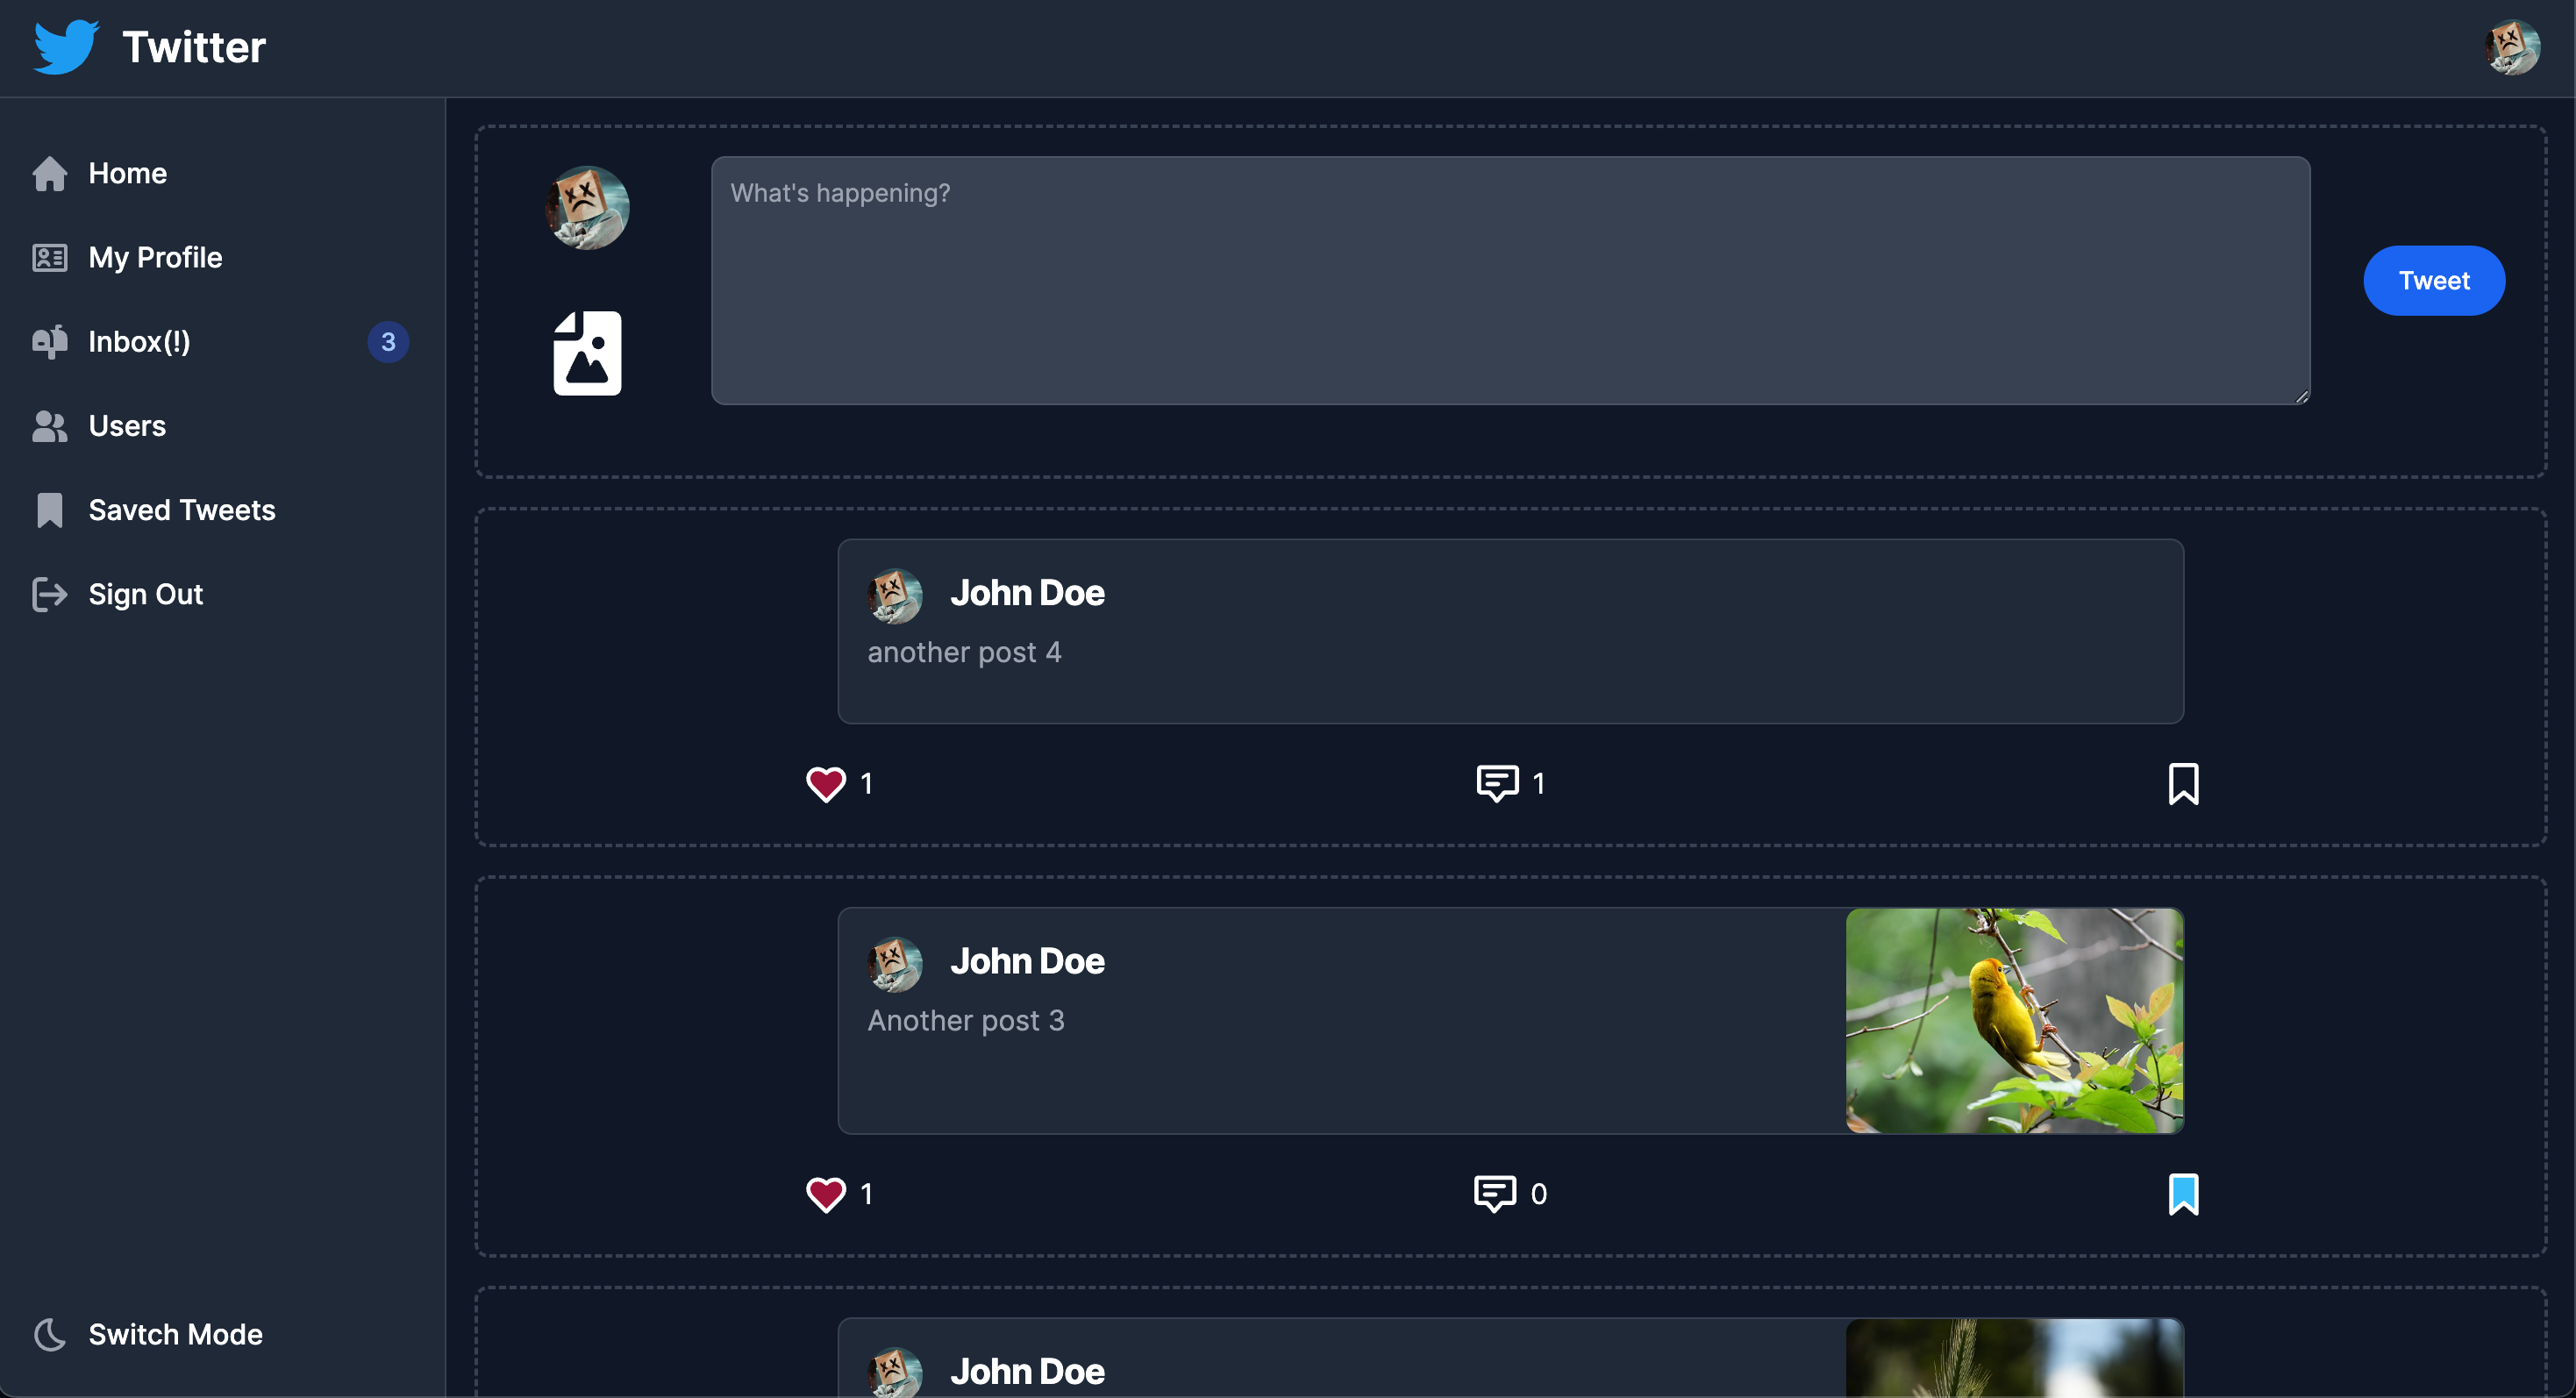 Twitter
Home
My Profile
Inbox(!) 3
Users
Saved Tweets
Sign Out
Switch Mode
What's happening?
Tweet
John Doe
another post 4
1 1
John Doe
Another post 3
1 0
John Doe